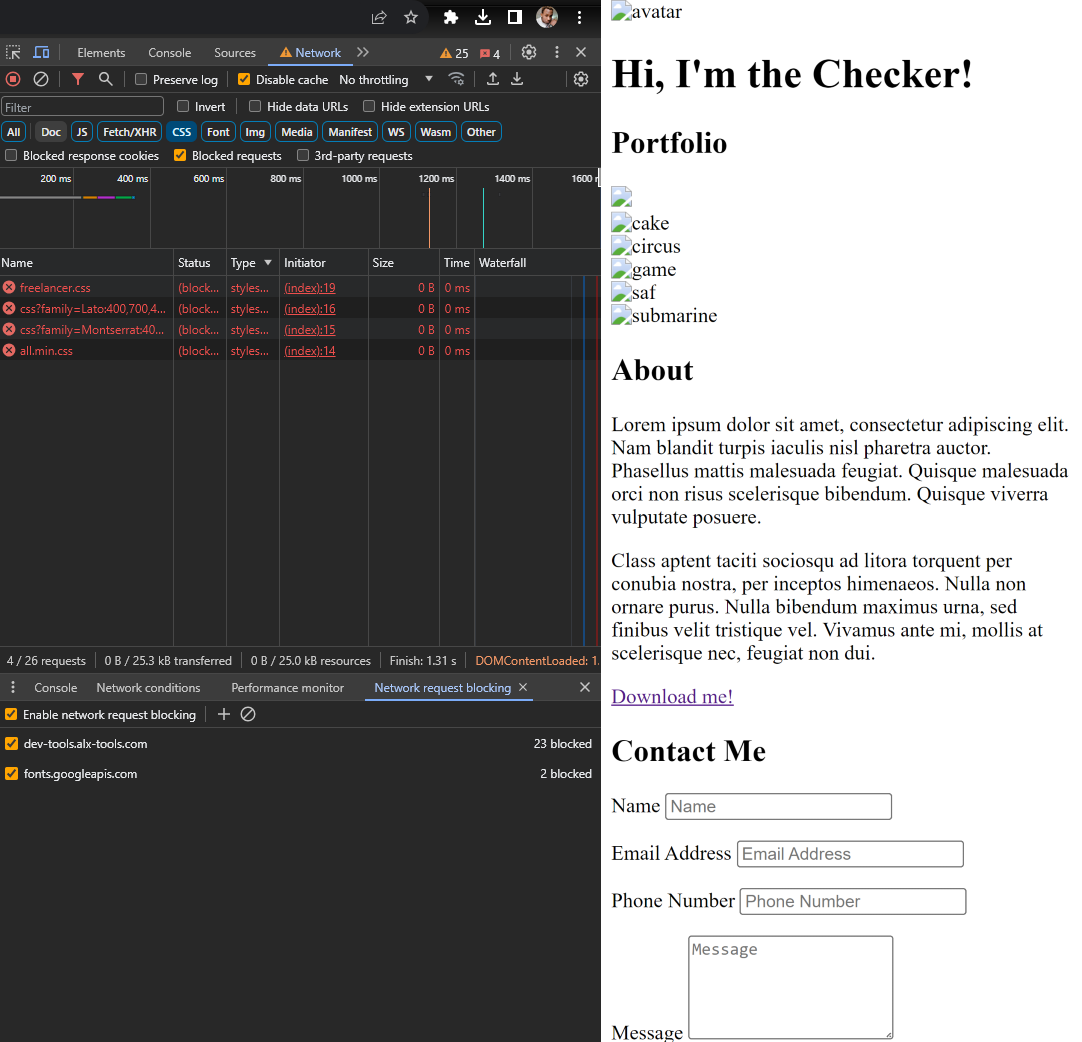 Elements Console Sources Network 25 4
Preserve log Disable cache No throttling
Filter Invert Hide data URLs Hide extension URLs
All Doc JS Fetch/XHR CSS Font Img Media Manifest WS Wasm Other
Blocked response cookies Blocked requests 3rd-party requests
200 ms 400 ms 600 ms 800 ms 1000 ms 1200 ms 1400 ms 1600 m
Name Status Type Initiator Size Time Waterfall
freelancer.css (block... styles... (index):19 0 B 0 ms
css?family=Lato:400,700,4... (block... styles... (index):16 0 B 0 ms
css?family=Montserrat:40... (block... styles... (index):15 0 B 0 ms
all.min.css (block... styles... (index):14 0 B 0 ms
4 / 26 requests 0 B / 25.3 kB transferred 0 B / 25.0 kB resources Finish: 1.31 s DOMContentLoaded: 1.
Console Network conditions Performance monitor Network request blocking
Enable network request blocking
dev-tools.alx-tools.com 23 blocked
fonts.googleapis.com 2 blocked
avatar
Hi, I'm the Checker!
Portfolio
cake
circus
game
saf
submarine
About
Lorem ipsum dolor sit amet, consectetur adipiscing elit.
Nam blandit turpis iaculis nisl pharetra auctor.
Phasellus mattis malesuada feugiat. Quisque malesuada
orci non risus scelerisque bibendum. Quisque viverra
vulputate posuere.
Class aptent taciti sociosqu ad litora torquent per
conubia nostra, per inceptos himenaeos. Nulla non
ornare purus. Nulla bibendum maximus urna, sed
finibus velit tristique vel. Vivamus ante mi, mollis at
scelerisque nec, feugiat non dui.
Download me!
Contact Me
Name Name
Email Address Email Address
Phone Number Phone Number
Message
Message